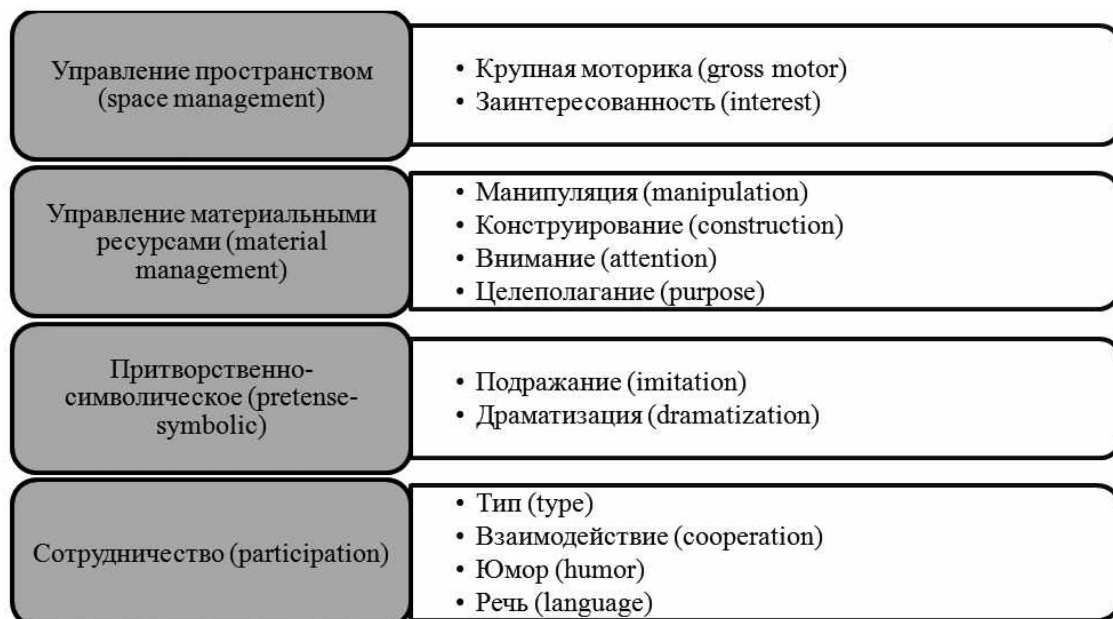 Управление пространством
(space management)
• Крупная моторика (gross motor)
• Заинтересованность (interest)
Управление материальными
ресурсами (material
management)
• Манипуляция (manipulation)
• Конструирование (construction)
• Внимание (attention)
• Целеполагание (purpose)
Притворственно-
символическое (pretense-
symbolic)
• Подражание (imitation)
• Драматизация (dramatization)
Сотрудничество (participation)
• Тип (type)
• Взаимодействие (cooperation)
• Юмор (humor)
• Речь (language)